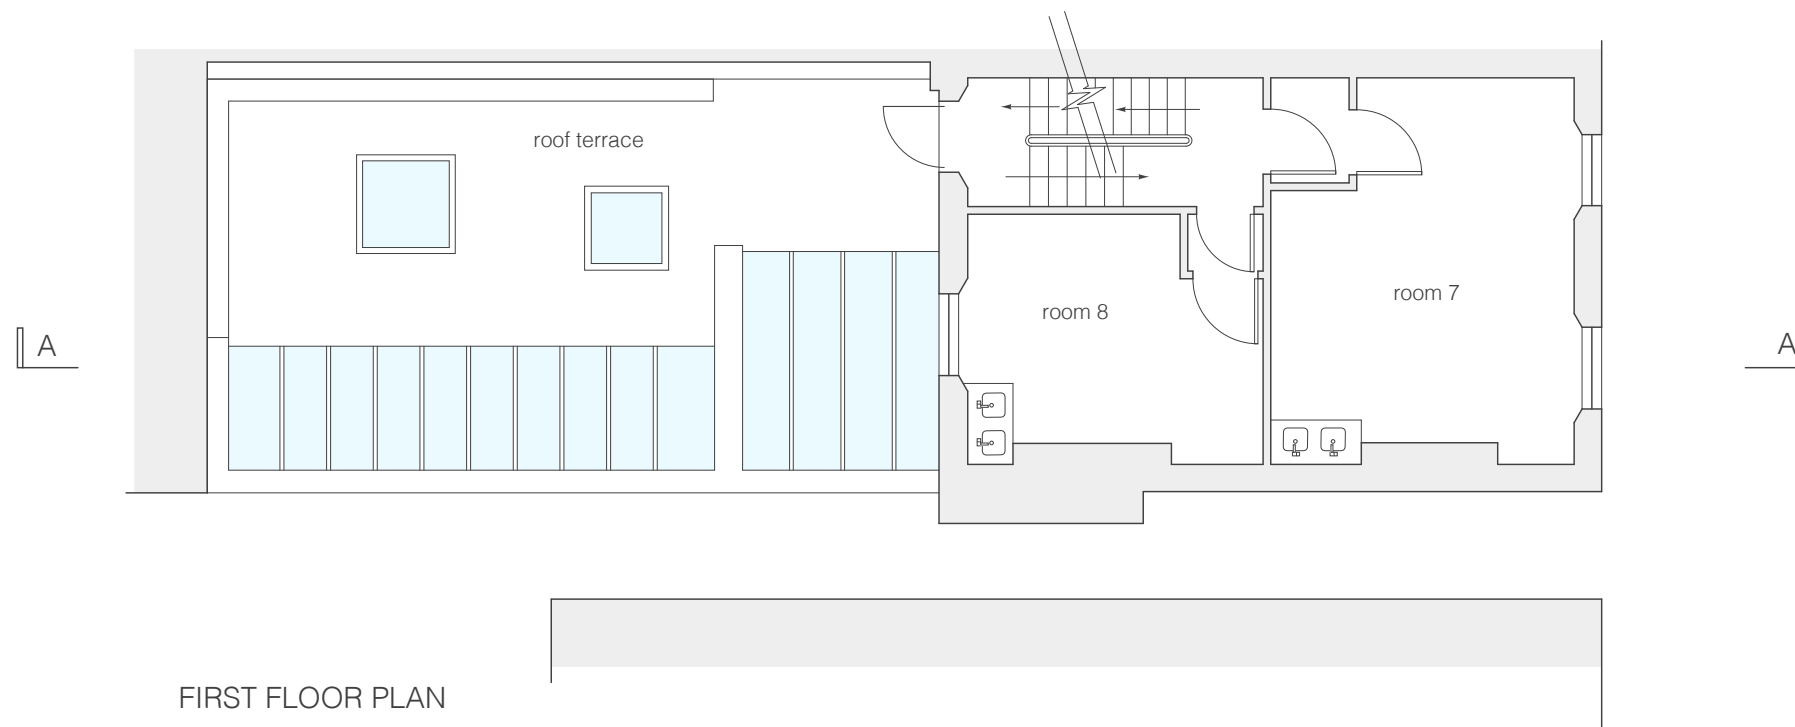 roof terrace
room 7
room 8
A
A
FIRST FLOOR PLAN